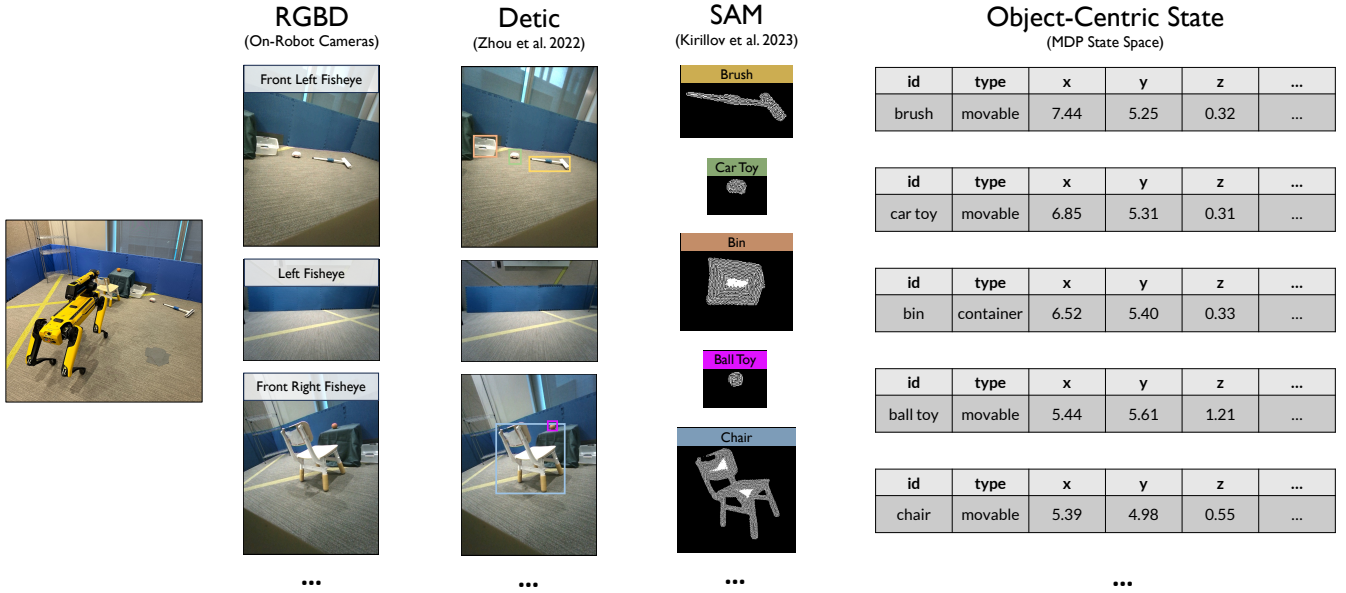 RGBD
(On-Robot Cameras)
Detic
(Zhou et al. 2022)
SAM
(Kirillov et al. 2023)
Object-Centric State
(MDP State Space)
Front Left Fisheye
Left Fisheye
Front Right Fisheye
...
...
Brush
Car Toy
Bin
Ball Toy
Chair
...
id type x y z ...
brush movable 7.44 5.25 0.32 ...
id type x y z ...
car toy movable 6.85 5.31 0.31 ...
id type x y z ...
bin container 6.52 5.40 0.33 ...
id type x y z ...
ball toy movable 5.44 5.61 1.21 ...
id type x y z ...
chair movable 5.39 4.98 0.55 ...
...